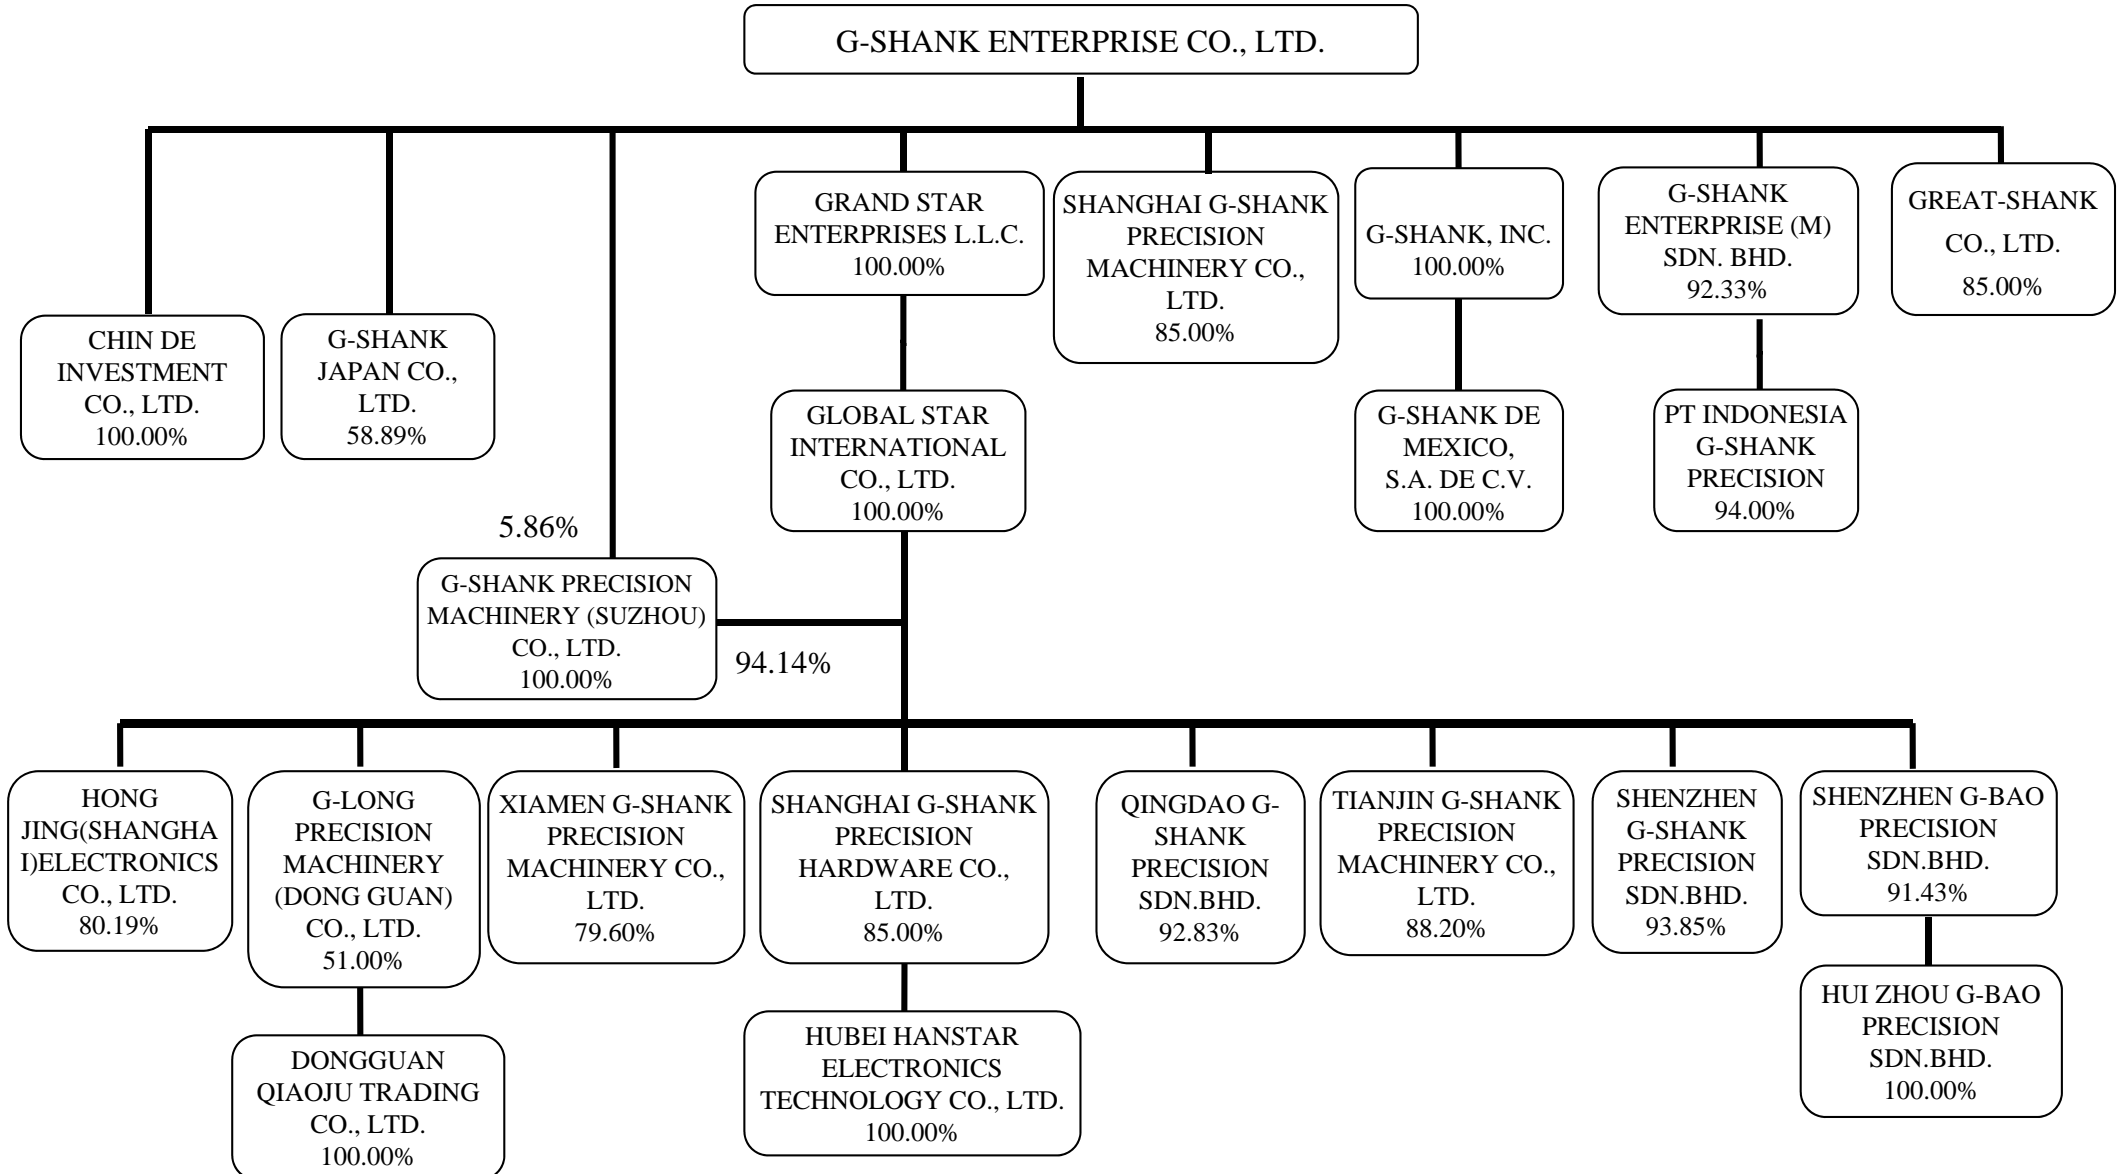 G-SHANK ENTERPRISE CO., LTD.
CHIN DE
INVESTMENT
CO., LTD.
100.00%
G-SHANK
JAPAN CO.,
LTD.
58.89%
GRAND STAR
ENTERPRISES L.L.C.
100.00%
SHANGHAI G-SHANK
PRECISION
MACHINERY CO.,
LTD.
85.00%
G-SHANK, INC.
100.00%
G-SHANK
ENTERPRISE (M)
SDN. BHD.
92.33%
GREAT-SHANK
CO., LTD.
85.00%
GLOBAL STAR
INTERNATIONAL
CO., LTD.
100.00%
G-SHANK DE
MEXICO,
S.A. DE C.V.
100.00%
PT INDONESIA
G-SHANK
PRECISION
94.00%
5.86%
G-SHANK PRECISION
MACHINERY (SUZHOU)
CO., LTD.
100.00%
94.14%
HONG
JING(SHANGHA
I)ELECTRONICS
CO., LTD.
80.19%
G-LONG
PRECISION
MACHINERY
(DONG GUAN)
CO., LTD.
51.00%
XIAMEN G-SHANK
PRECISION
MACHINERY CO.,
LTD.
79.60%
SHANGHAI G-SHANK
PRECISION
HARDWARE CO.,
LTD.
85.00%
QINGDAO G-
SHANK
PRECISION
SDN.BHD.
92.83%
TIANJIN G-SHANK
PRECISION
MACHINERY CO.,
LTD.
88.20%
SHENZHEN
G-SHANK
PRECISION
SDN.BHD.
93.85%
SHENZHEN G-BAO
PRECISION
SDN.BHD.
91.43%
DONGGUAN
QIAOJU TRADING
CO., LTD.
100.00%
HUBEI HANSTAR
ELECTRONICS
TECHNOLOGY CO., LTD.
100.00%
HUI ZHOU G-BAO
PRECISION
SDN.BHD.
100.00%